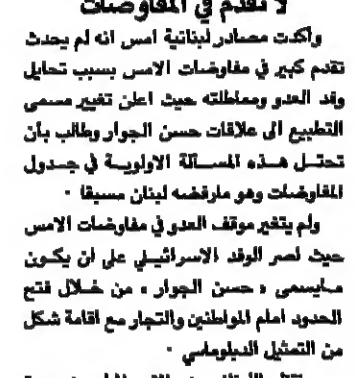 لا تقدم في المفاوضات
واكدت مصادر لبنانية امس انه لم يحدث
تقدم كبير في مفاوضات الامس بسبب تحايل
وفد العدو ومماطلته حيث اعلن تغيير مسمى
التطبيع الى علاقات حسن الجوار وطالب بأن
تحتل هذه المسألة الاولوية في جدول
المفاوضات وهو مارفضه لبنان مسبقا ·
ولم يتغير موقف العدو في مفاوضات الامس
حيث اصر الوفد الاسرائيلي على ان يكون
مايسمى « حسن الجوار » من خلال فتح
الحدود امام المواطنين والتجار مع اقامة شكل
من التمثيل الدبلوماسي ·